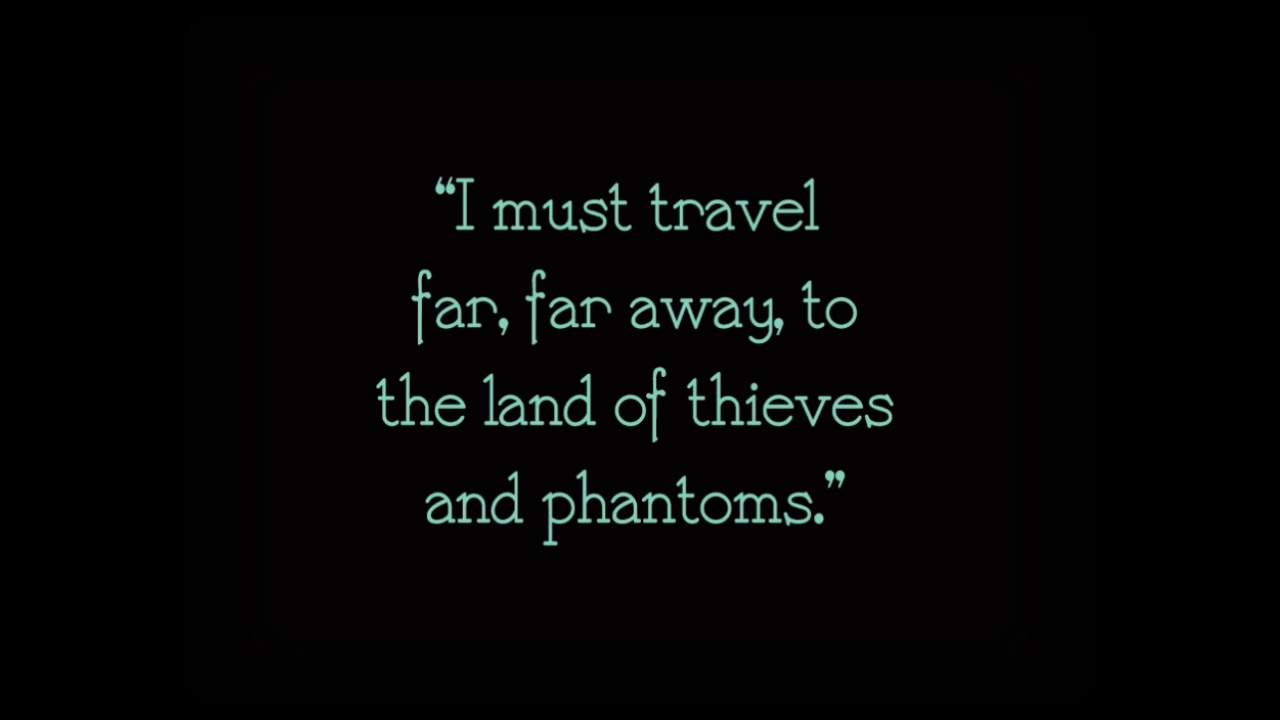 “I must travel
far, far away, to
the land of thieves
and phantoms.”